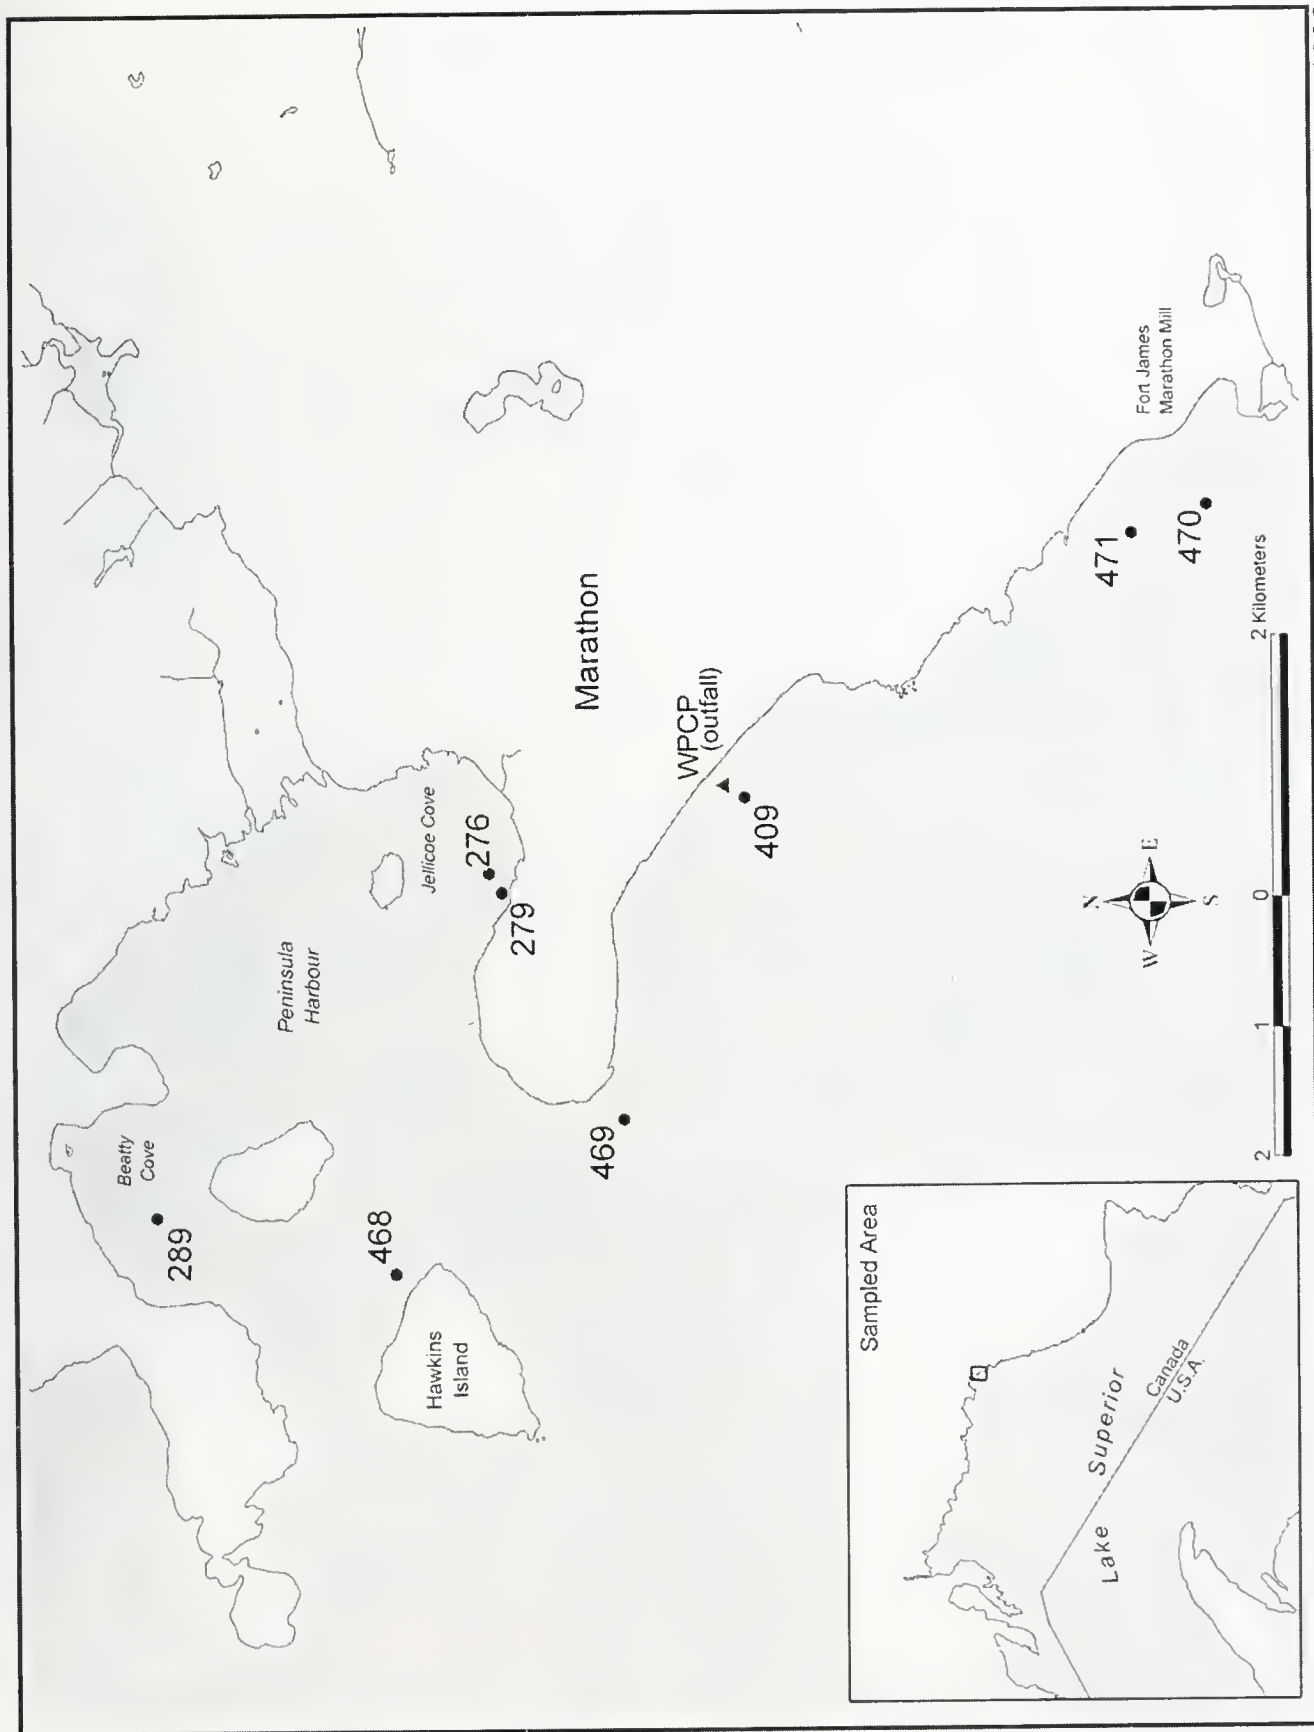 Beatty
Cove
289
Peninsula
Harbour
468
Hawkins
Island
Jellicoe Cove
276
279
469
Marathon
WPCP
(outfall)
409
Fort James
Marathon Mill
471
470
N
W
E
S
2
1
0
2 Kilometers
Sampled Area
Lake Superior
Canada
U.S.A.